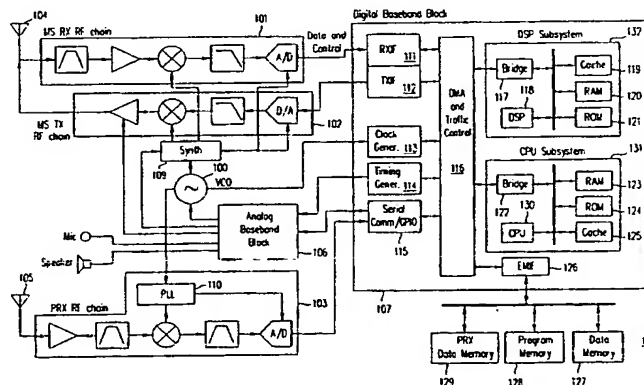 Digital Baseband Block
104
101
MS RX RF chain
A/D
Data and Control
RXIF
111
TXIF
112
DMA and Traffic Control
116
DSP Subsystem
132
Bridge
117
118
DSP
Cache
119
RAM
120
ROM
121
MS TX RF chain
D/A
102
Synth
109
100
VCO
Clock Gener.
113
Timing Gener.
114
Serial Comm/GPIO
115
CPU Subsystem
131
Bridge
122
130
CPU
RAM
123
ROM
124
Cache
125
Mic
Speaker
Analog Baseband Block
106
EMIF
126
107
105
PLL
110
103
PRX RF chain
A/D
PRX Data Memory
129
Program Memory
128
Data Memory
127